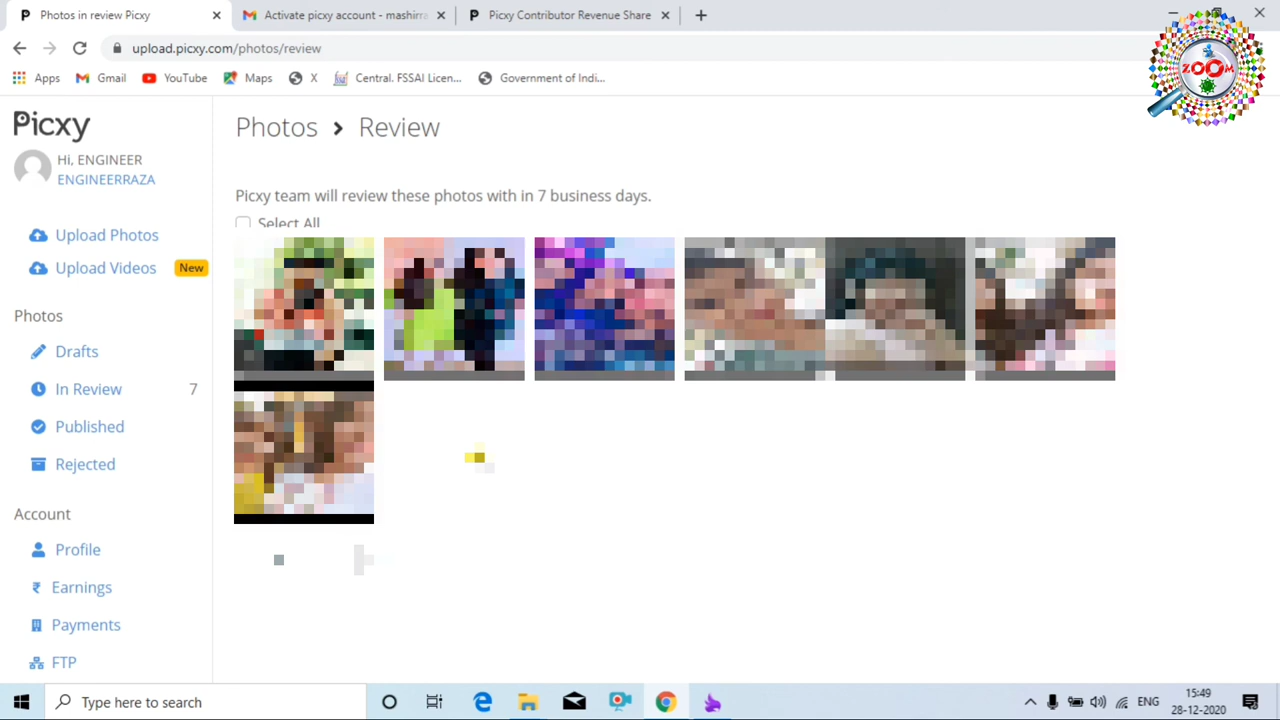 Photos in review Picxy
Activate picxy account - mashirra
Picxy Contributor Revenue Share
upload.picxy.com/photos/review
Apps
Gmail
YouTube
Maps
X
Central. FSSAI Licen...
Government of Indi...
ZOOM
Picxy
Hi, ENGINEER
ENGINEERRAZA
Upload Photos
Upload Videos New
Photos
Drafts
In Review 7
Published
Rejected
Account
Profile
₹ Earnings
Payments
FTP
Photos > Review
Picxy team will review these photos with in 7 business days.
Select All
Type here to search
ENG
15:49
28-12-2020